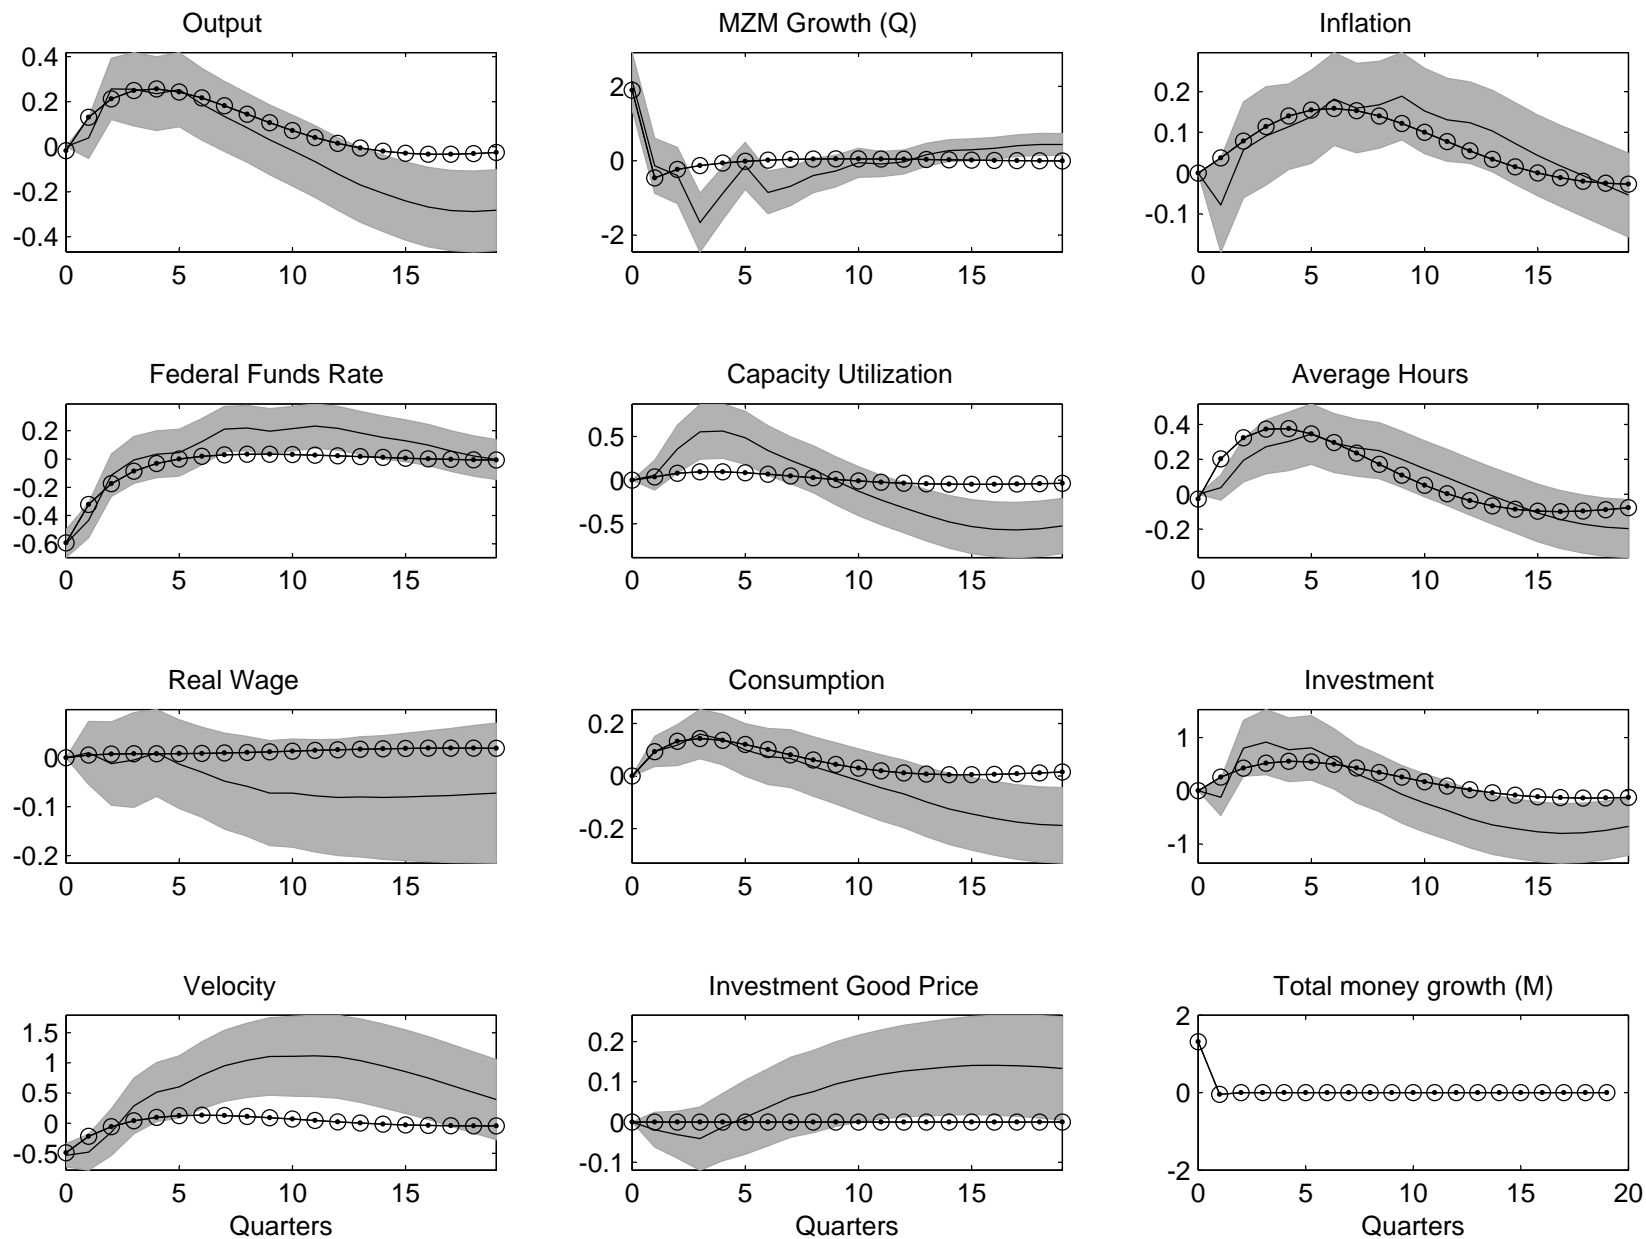 Output
MZM Growth (Q)
Inflation
0.4
0.2
0
-0.2
-0.4
0 5 10 15
2
0
-2
0 5 10 15
0.2
0.1
0
-0.1
0 5 10 15
Federal Funds Rate
Capacity Utilization
Average Hours
0.2
0
-0.2
-0.4
-0.6
0 5 10 15
0.5
0
-0.5
0 5 10 15
0.4
0.2
0
-0.2
0 5 10 15
Real Wage
Consumption
Investment
0
-0.1
-0.2
0 5 10 15
0.2
0
-0.2
0 5 10 15
1
0
-1
0 5 10 15 20
Velocity
Investment Good Price
Total money growth (M)
1.5
1
0.5
0
-0.5
0 5 10 15
Quarters
0.2
0.1
0
-0.1
0 5 10 15
Quarters
2
0
-2
0 5 10 15 20
Quarters